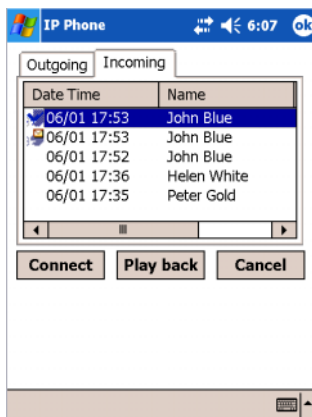 IP Phone 6:07 ok
Outgoing Incoming
Date Time Name
06/01 17:53 John Blue
06/01 17:53 John Blue
06/01 17:52 John Blue
06/01 17:36 Helen White
06/01 17:35 Peter Gold
Connect Play back Cancel